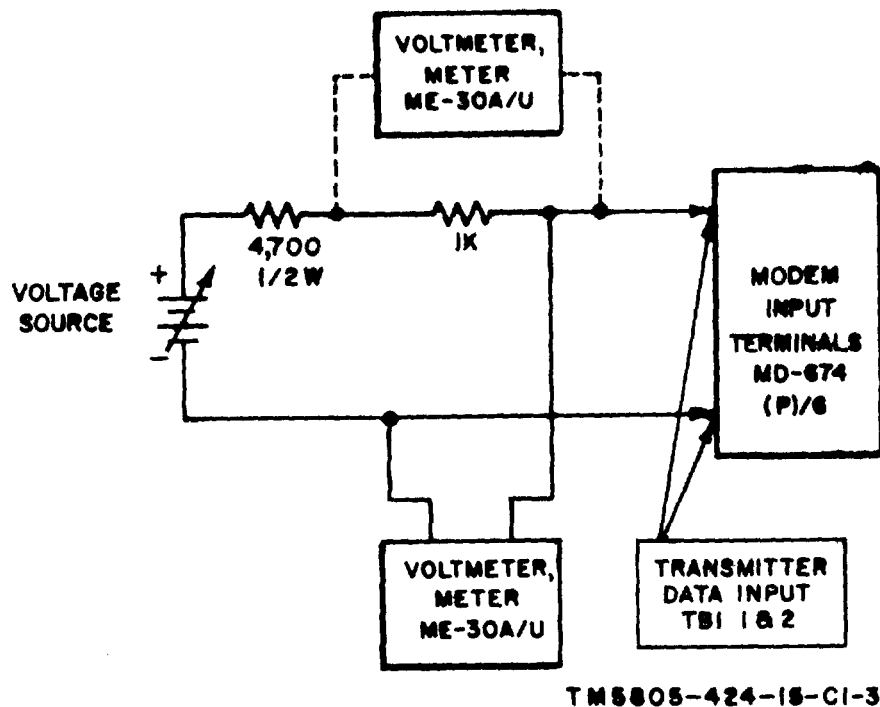 VOLTMETER,
METER
ME-30A/U
4,700
1/2W
1K
+
VOLTAGE
SOURCE
-
MODEM
INPUT
TERMINALS
MD-674
(P)/G
VOLTMETER,
METER
ME-30A/U
TRANSMITTER
DATA INPUT
TB1 1 & 2
TM5805-424-15-C1-3